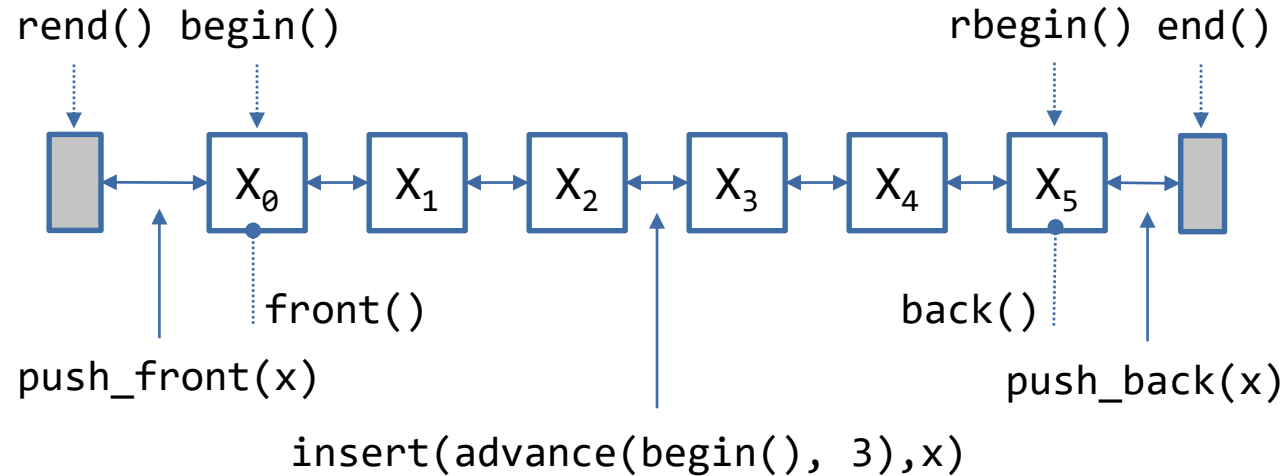 rend() begin() rbegin() end()
X₀ X₁ X₂ X₃ X₄ X₅
front() back()
push_front(x) push_back(x)
insert(advance(begin(), 3),x)